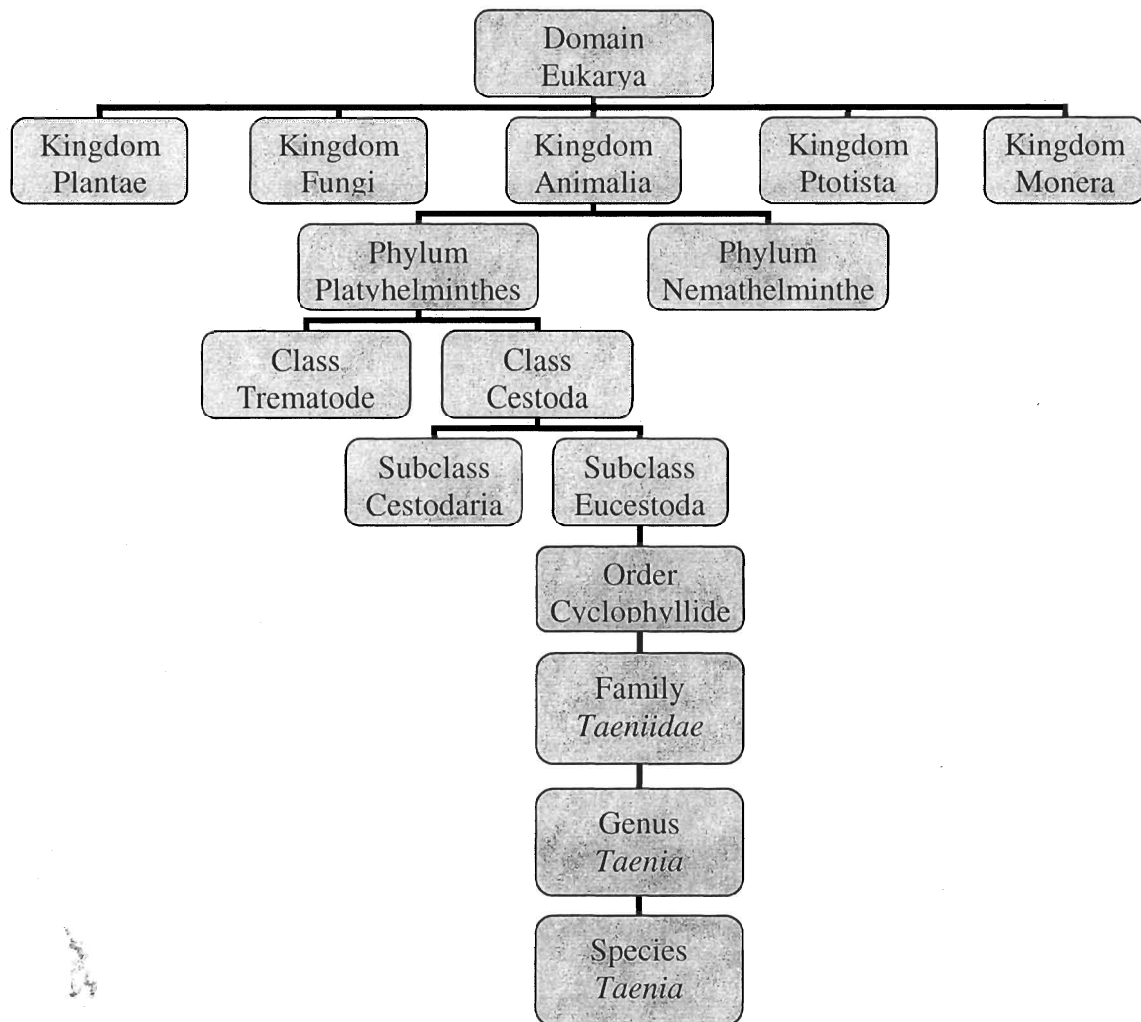 Domain
Eukarya
Kingdom
Plantae
Kingdom
Fungi
Kingdom
Animalia
Kingdom
Ptotista
Kingdom
Monera
Phylum
Platyhelminthes
Phylum
Nemathelminthe
Class
Trematode
Class
Cestoda
Subclass
Cestodaria
Subclass
Eucestoda
Order
Cyclophyllide
Family
Taeniidae
Genus
Taenia
Species
Taenia